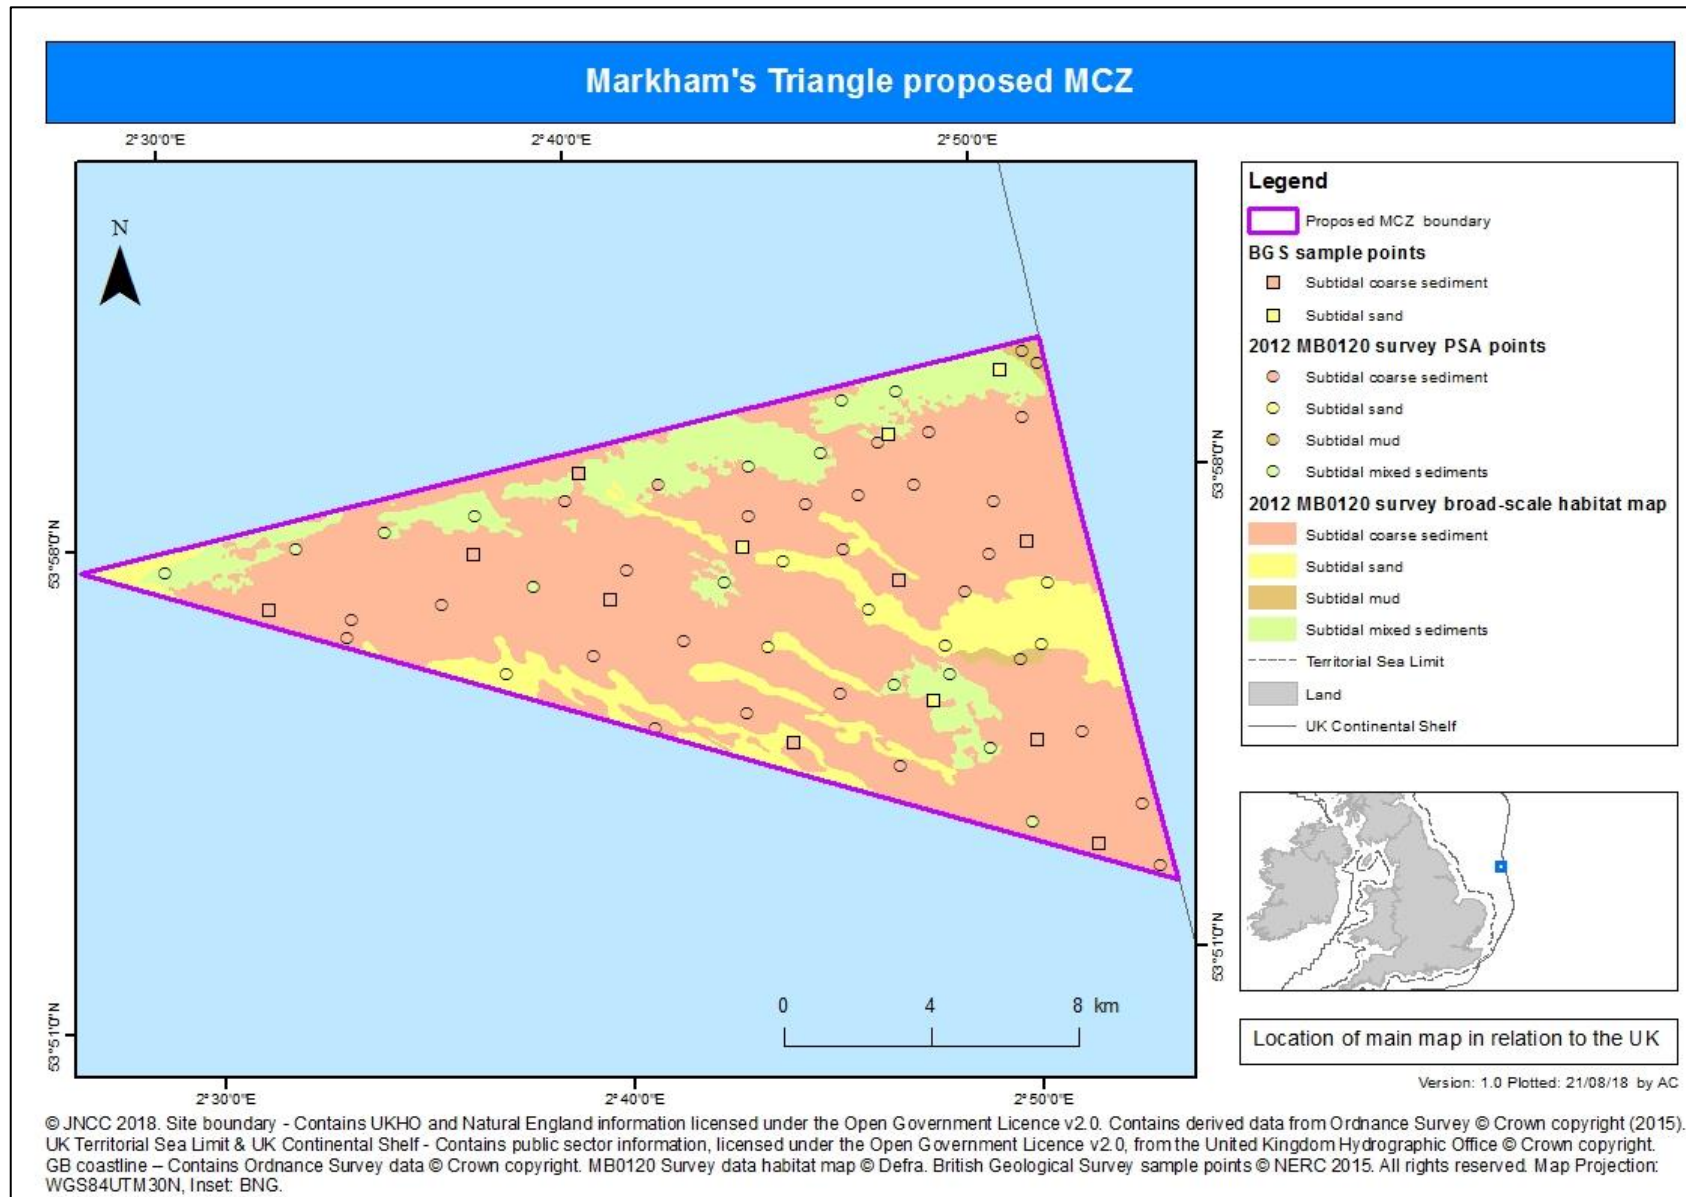 Markham's Triangle proposed MCZ
2°30'0"E 2°40'0"E 2°50'0"E
N
53°58'0"N
53°58'0"N
53°51'0"N
53°51'0"N
0 4 8 km
2°30'0"E 2°40'0"E 2°50'0"E
Legend
Proposed MCZ boundary
BGS sample points
Subtidal coarse sediment
Subtidal sand
2012 MB0120 survey PSA points
Subtidal coarse sediment
Subtidal sand
Subtidal mud
Subtidal mixed sediments
2012 MB0120 survey broad-scale habitat map
Subtidal coarse sediment
Subtidal sand
Subtidal mud
Subtidal mixed sediments
Territorial Sea Limit
Land
UK Continental Shelf
Location of main map in relation to the UK
Version: 1.0 Plotted: 21/08/18 by AC
© JNCC 2018. Site boundary - Contains UKHO and Natural England information licensed under the Open Government Licence v2.0. Contains derived data from Ordnance Survey © Crown copyright (2015).
UK Territorial Sea Limit & UK Continental Shelf - Contains public sector information, licensed under the Open Government Licence v2.0, from the United Kingdom Hydrographic Office © Crown copyright.
GB coastline – Contains Ordnance Survey data © Crown copyright. MB0120 Survey data habitat map © Defra. British Geological Survey sample points © NERC 2015. All rights reserved. Map Projection:
WGS84UTM30N, Inset: BNG.